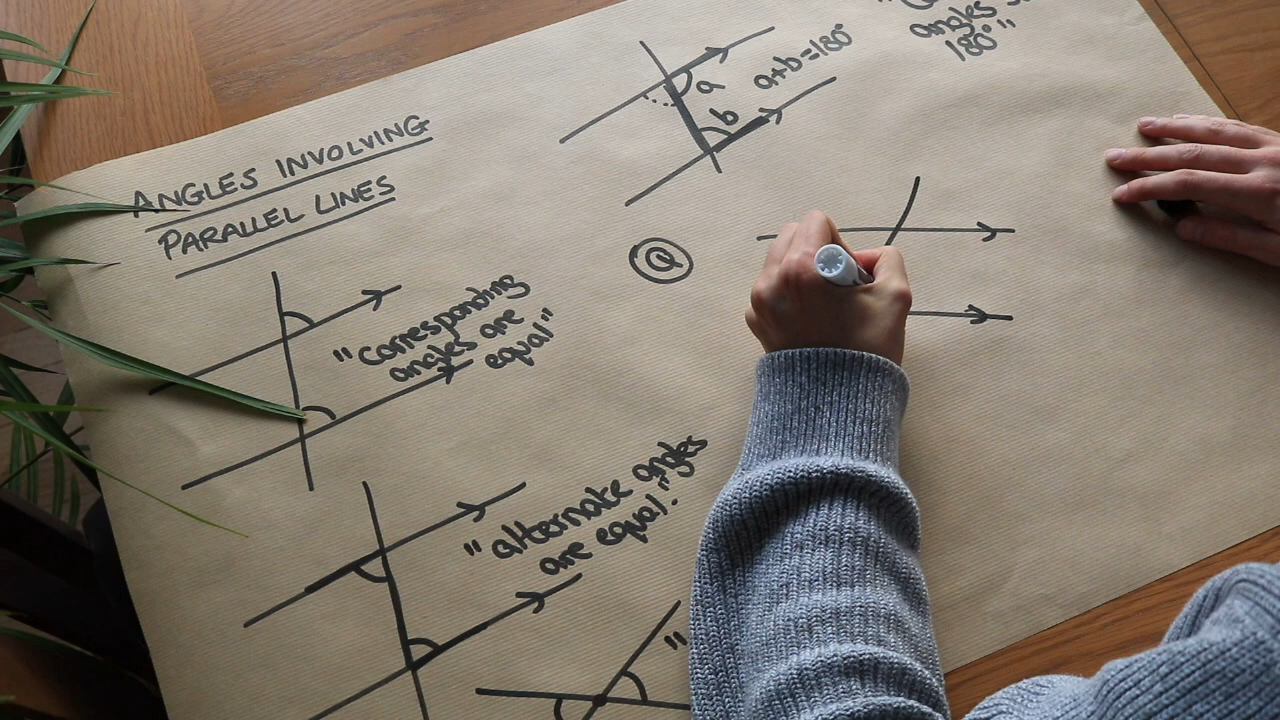 ANGLES INVOLVING
PARALLEL LINES
"Corresponding
angles are
equal"
"alternate angles
are equal."
"
a
b
a+b=180°
angles
180°"
@